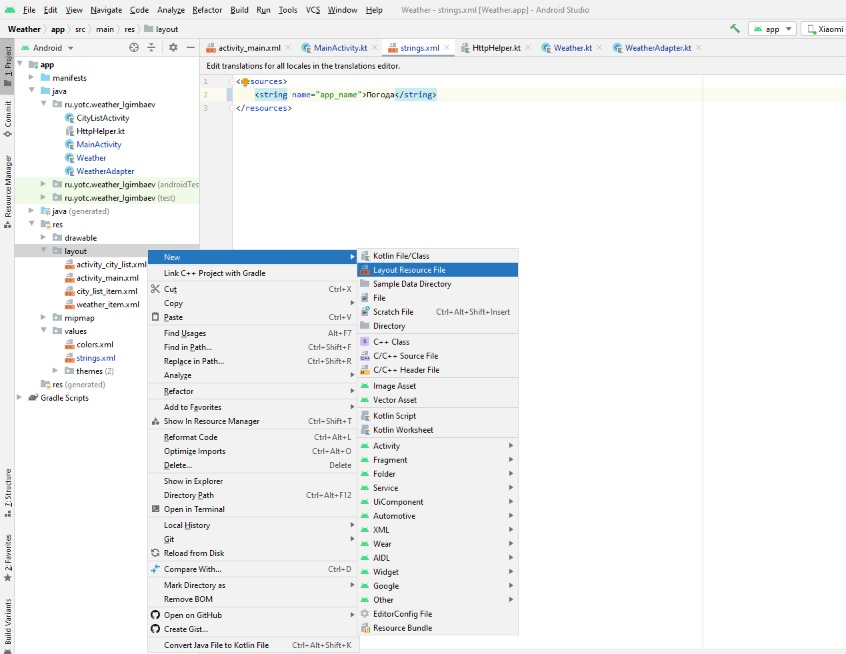 File Edit View Navigate Code Analyze Refactor Build Run Tools VCS Window Help Weather - strings.xml [Weather.app] - Android Studio
Weather app src main res layout app Xiaomi
Android activity_main.xml MainActivity.kt strings.xml HttpHelper.kt Weather.kt WeatherAdapter.kt
1: Project
Commit
Resource Manager
7: Structure
2: Favorites
Build Variants
app
manifests
java
ru.yotc.weather_lgimbaev
CityListActivity
HttpHelper.kt
MainActivity
Weather
WeatherAdapter
ru.yotc.weather_lgimbaev (androidTes
ru.yotc.weather_lgimbaev (test)
java (generated)
res
drawable
layout
activity_city_list.xml
activity_main.xml
city_list_item.xml
weather_item.xml
mipmap
values
colors.xml
strings.xml
themes (2)
res (generated)
Gradle Scripts
Edit translations for all locales in the translations editor.
1 <resources>
2 <string name="app_name">Погода</string>
3 </resources>
New
Link C++ Project with Gradle
Cut Ctrl+X
Copy
Paste Ctrl+V
Find Usages Alt+F7
Find in Path... Ctrl+Shift+F
Replace in Path... Ctrl+Shift+R
Analyze
Refactor
Add to Favorites
Show In Resource Manager Ctrl+Shift+T
Reformat Code Ctrl+Alt+L
Optimize Imports Ctrl+Alt+O
Delete... Delete
Show in Explorer
Directory Path Ctrl+Alt+F12
Open in Terminal
Local History
Git
Reload from Disk
Compare With... Ctrl+D
Mark Directory as
Remove BOM
Open on GitHub
Create Gist...
Convert Java File to Kotlin File Ctrl+Alt+Shift+K
Kotlin File/Class
Layout Resource File
Sample Data Directory
File
Scratch File Ctrl+Alt+Shift+Insert
Directory
C++ Class
C/C++ Source File
C/C++ Header File
Image Asset
Vector Asset
Kotlin Script
Kotlin Worksheet
Activity
Fragment
Folder
Service
UiComponent
Automotive
XML
Wear
AIDL
Widget
Google
Other
EditorConfig File
Resource Bundle